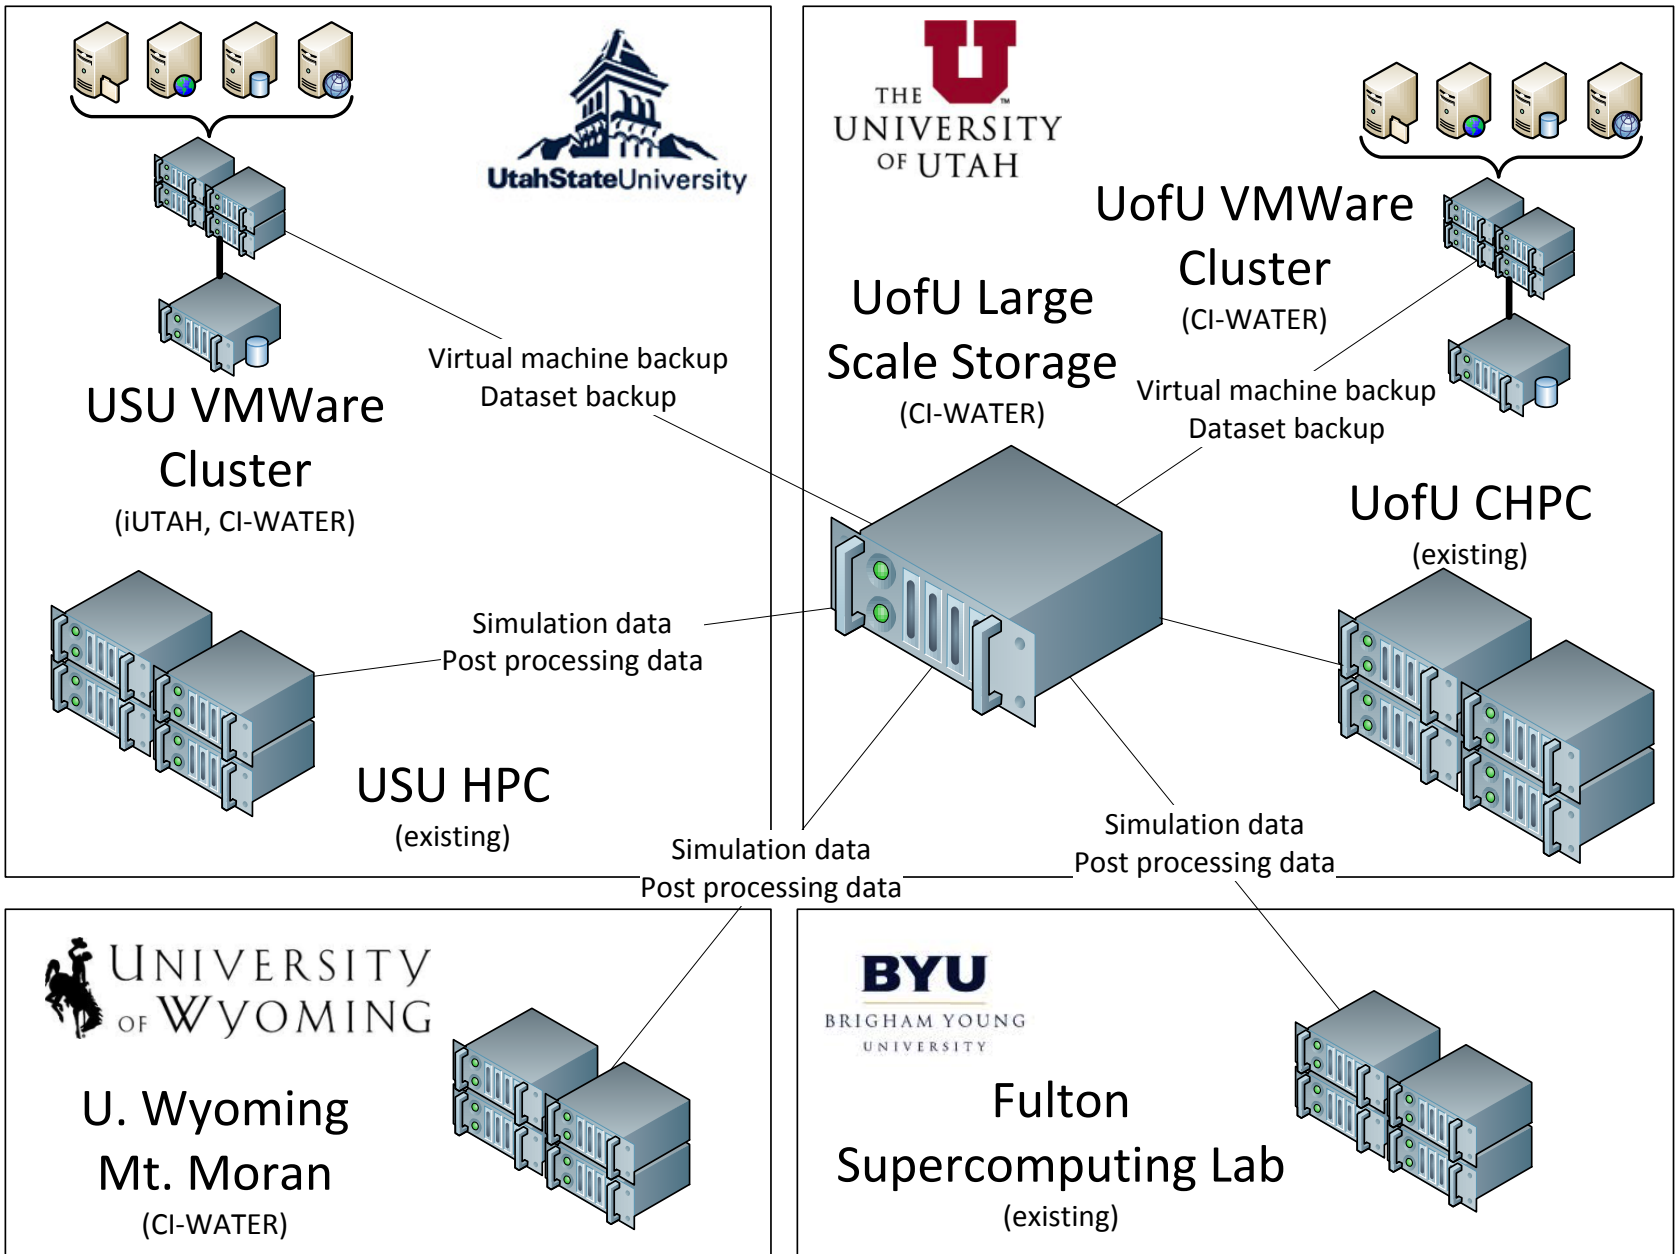 UtahStateUniversity
USU VMWare
Cluster
(iUTAH, CI-WATER)
Virtual machine backup
Dataset backup
Simulation data
Post processing data
USU HPC
(existing)
U
THE
UNIVERSITY
OF UTAH
™
UofU VMWare
Cluster
(CI-WATER)
UofU Large
Scale Storage
(CI-WATER)
Virtual machine backup
Dataset backup
UofU CHPC
(existing)
Simulation data
Post processing data
Simulation data
Post processing data
UNIVERSITY
OF WYOMING
U. Wyoming
Mt. Moran
(CI-WATER)
BYU
BRIGHAM YOUNG
UNIVERSITY
Fulton
Supercomputing Lab
(existing)